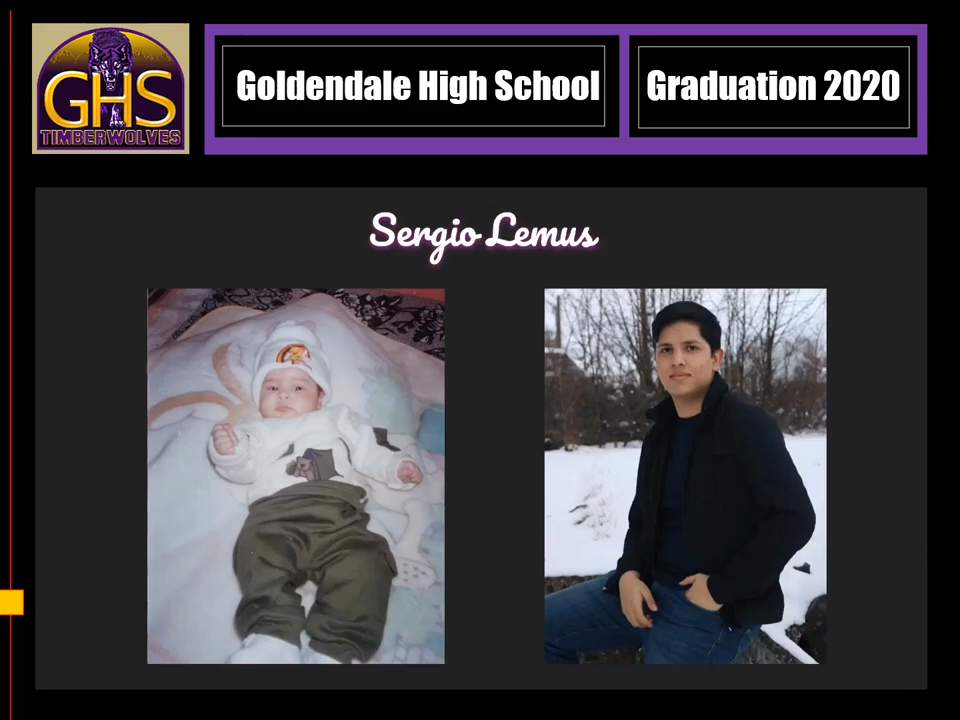 GHS
TIMBERWOLVES
Goldendale High School
Graduation 2020
Sergio Lemus